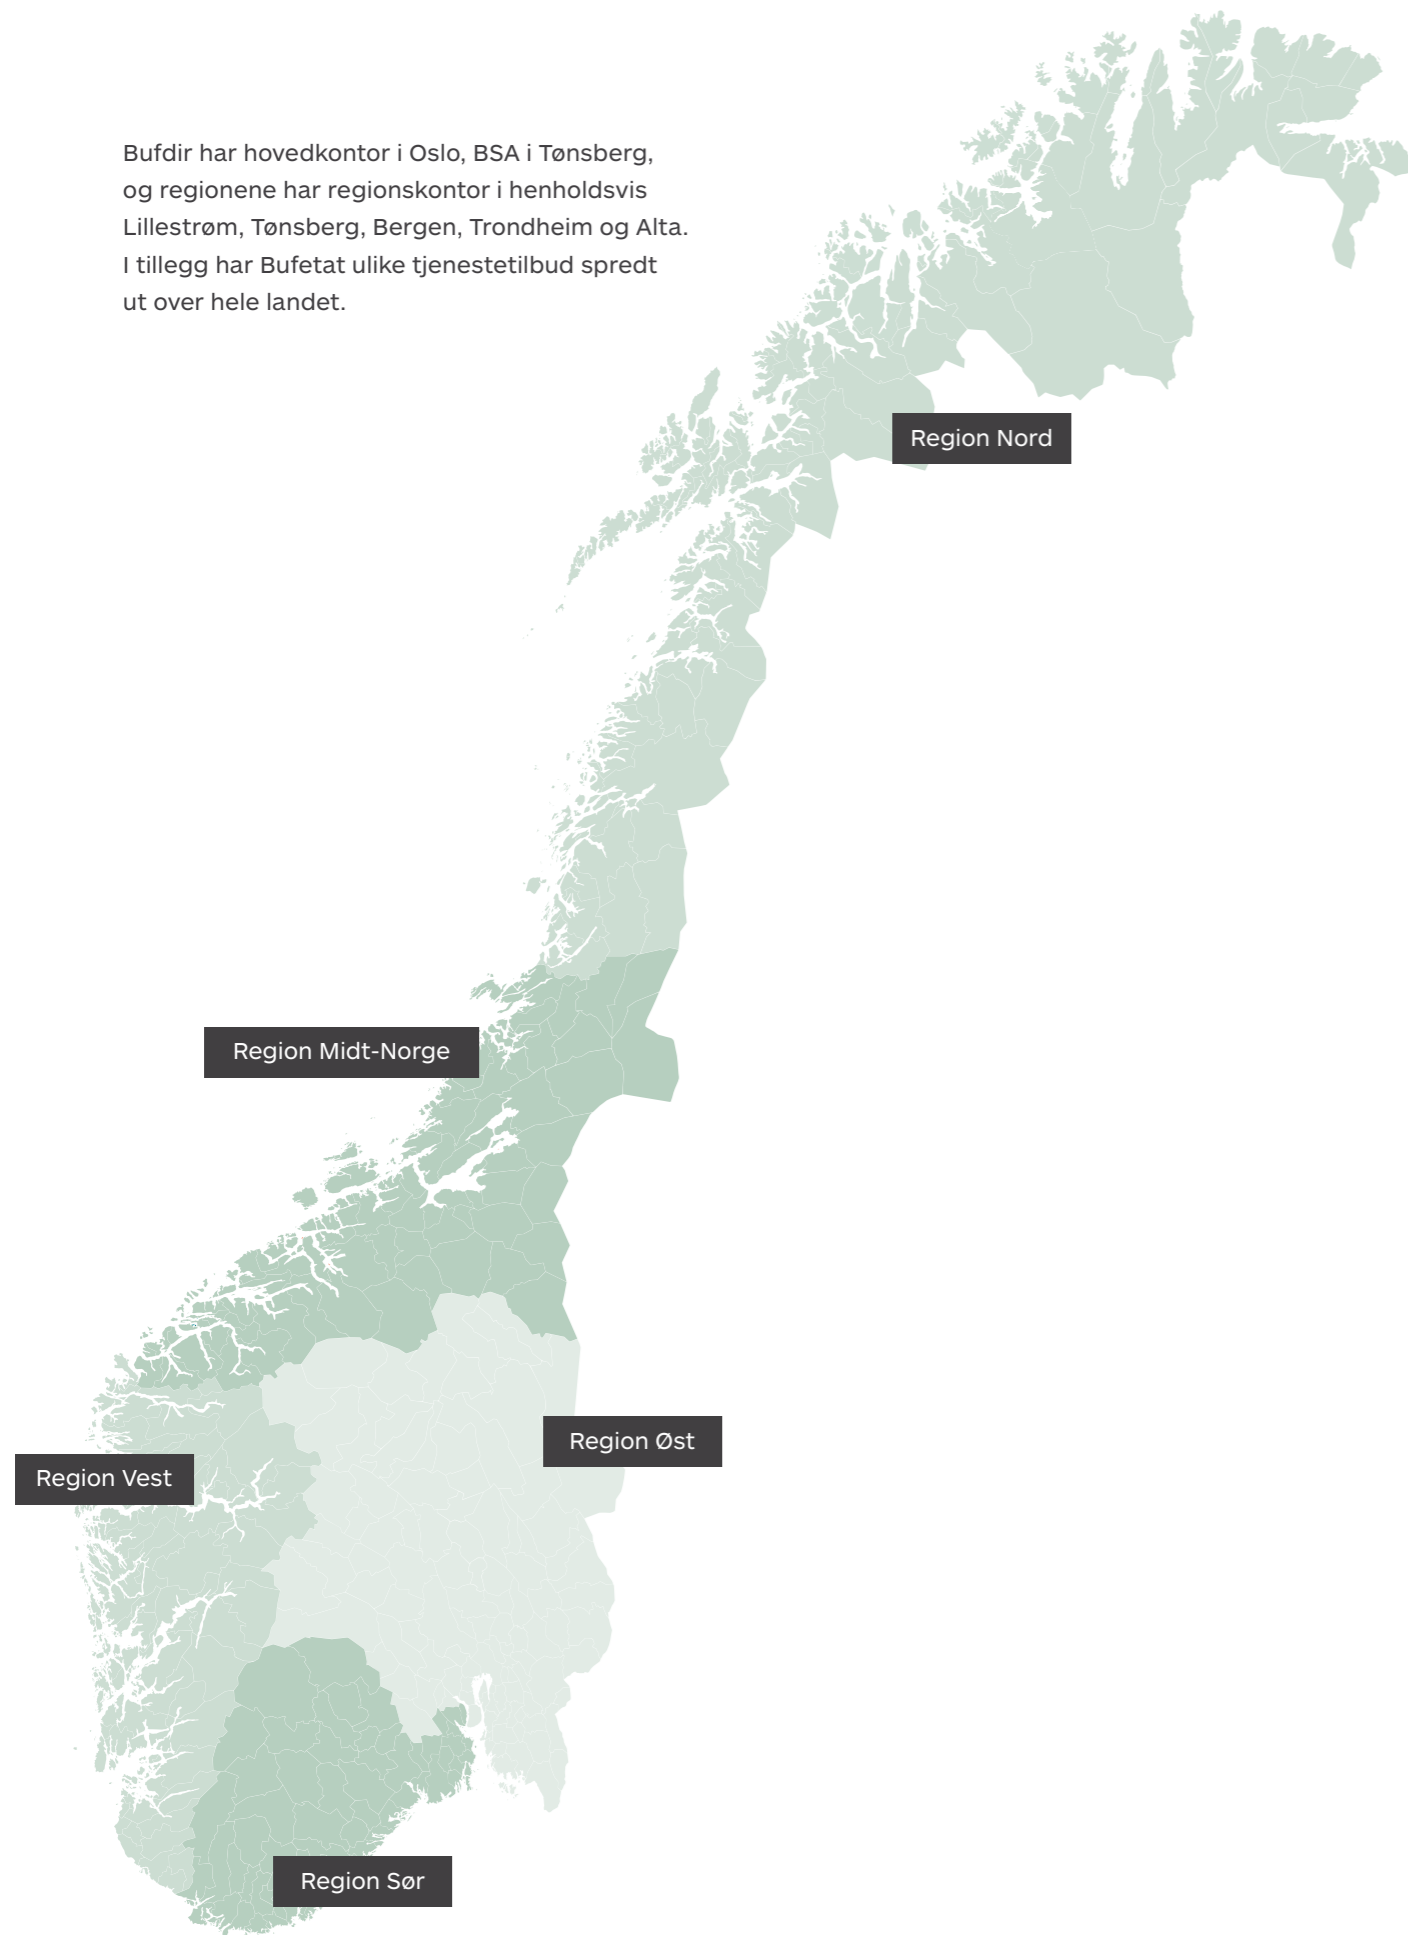 Bufdir har hovedkontor i Oslo, BSA i Tønsberg,
og regionene har regionskontor i henholdsvis
Lillestrøm, Tønsberg, Bergen, Trondheim og Alta.
I tillegg har Bufetat ulike tjenestetilbud spredt
ut over hele landet.
Region Nord
Region Midt-Norge
Region Øst
Region Vest
Region Sør